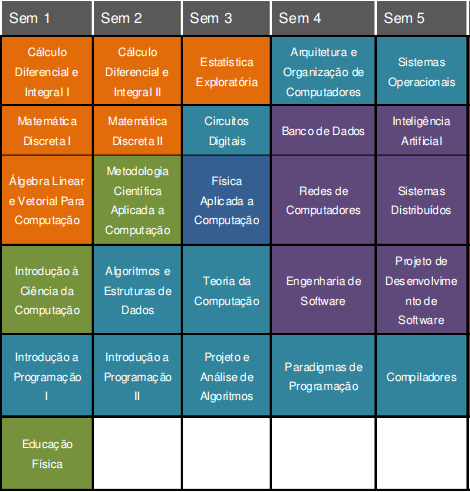 Sem 1 Sem 2 Sem 3 Sem 4 Sem 5
Cálculo
Diferencial e
Integral I
Cálculo
Diferencial e
Integral II
Estatística
Exploratória
Arquitetura e
Organização de
Computadores
Sistemas
Operacionais
Matemática
Discreta I
Matemática
Discreta II
Circuitos
Digitais
Banco de Dados
Inteligência
Artificial
Álgebra Linear
e Vetorial Para
Computação
Metodologia
Científica
Aplicada a
Computação
Física
Aplicada a
Computação
Redes de
Computadores
Sistemas
Distribuídos
Introdução à
Ciência da
Computação
Algoritmos e
Estruturas de
Dados
Teoria da
Computação
Engenharia de
Software
Projeto de
Desenvolvime
nto de
Software
Introdução a
Programação
I
Introdução a
Programação
II
Projeto e
Análise de
Algoritmos
Paradigmas de
Programação
Compiladores
Educação
Física